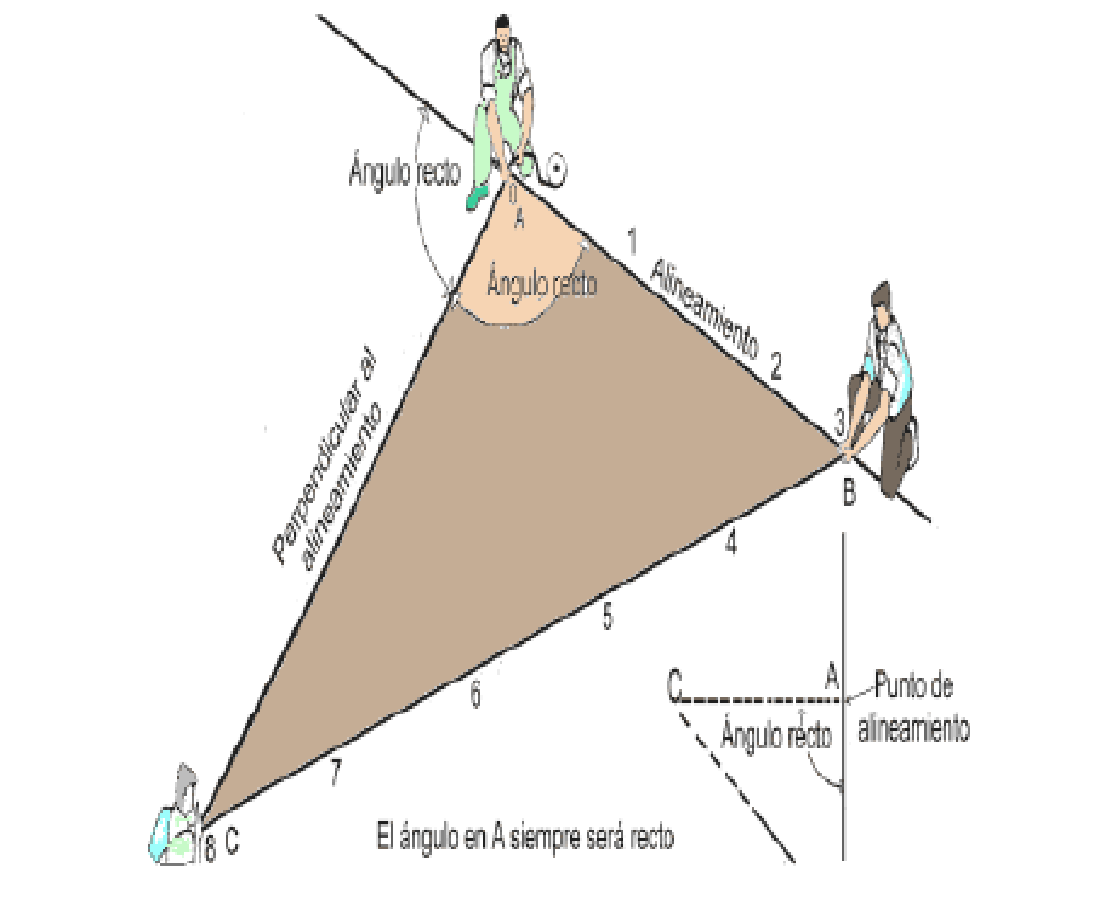 Ángulo recto
A
1
Ángulo recto
Alineamiento
2
3
B
Perpendicular al
alineamiento
4
5
6
7
8 C
C
A
Punto de
alineamiento
Ángulo recto
El ángulo en A siempre será recto